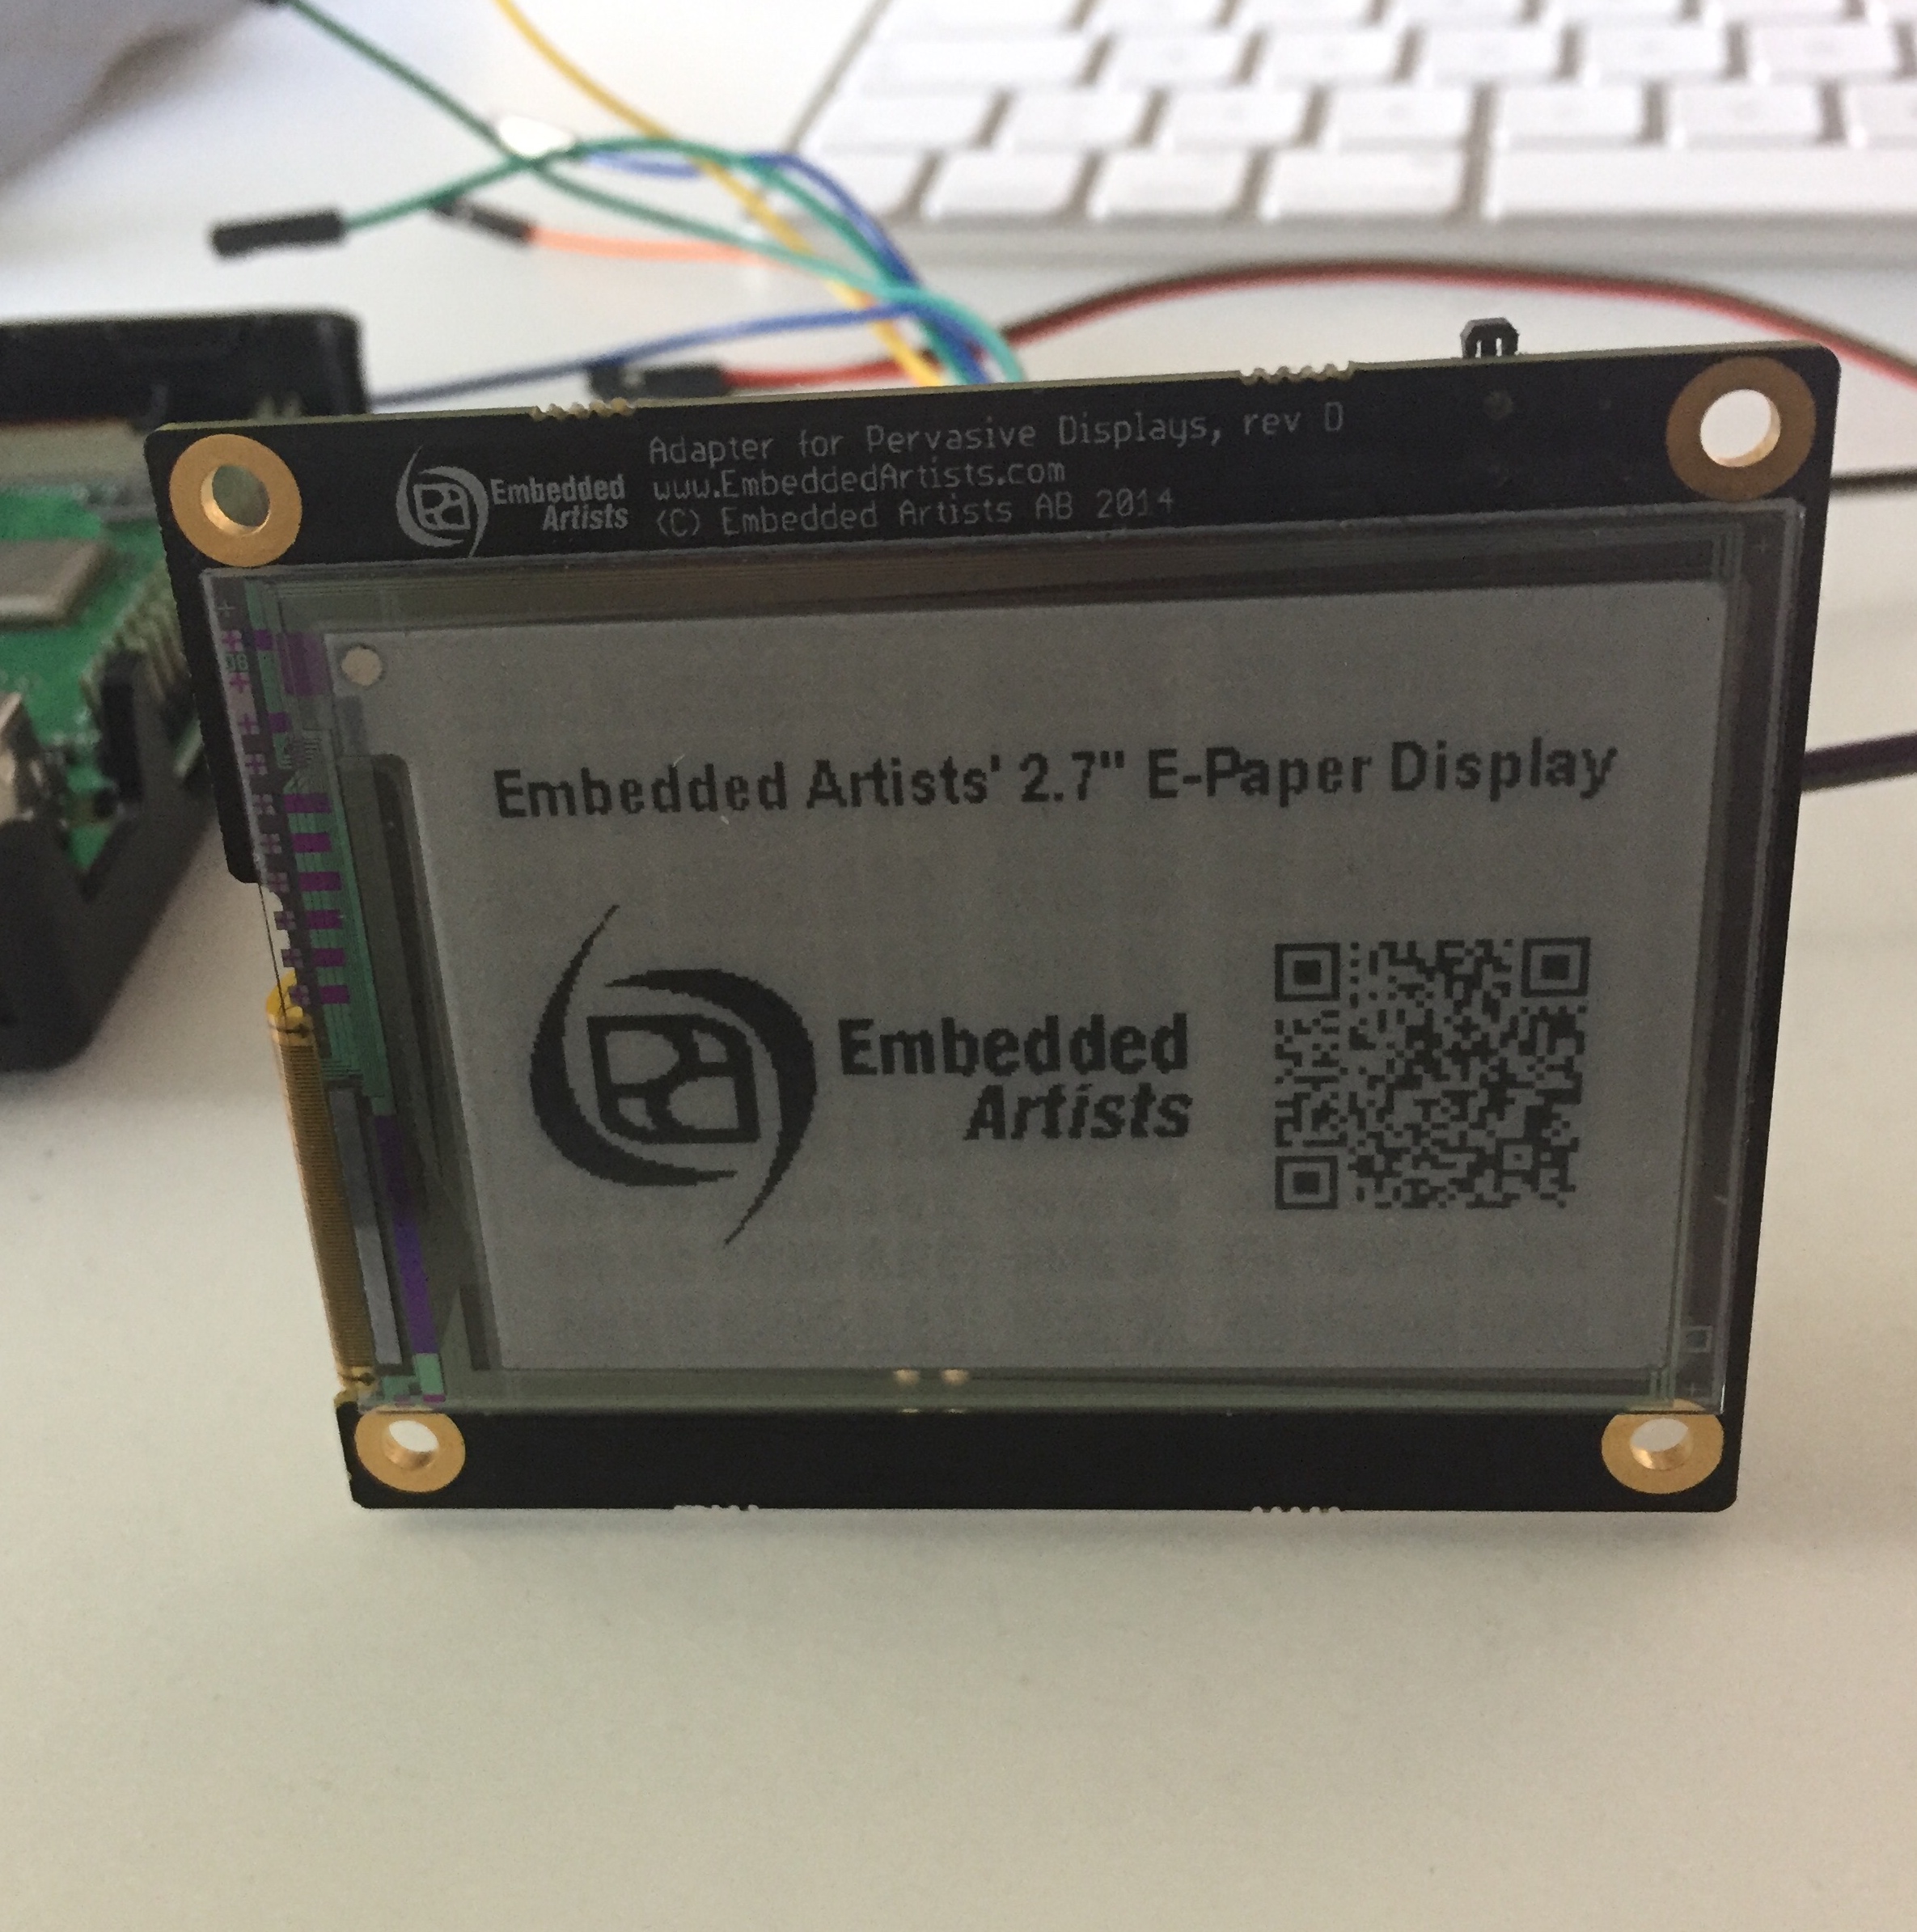 Adapter for Pervasive Displays, rev D
www.EmbeddedArtists.com
(C) Embedded Artists AB 2014
Embedded
Artists
Embedded Artists' 2.7" E-Paper Display
Embedded
Artists